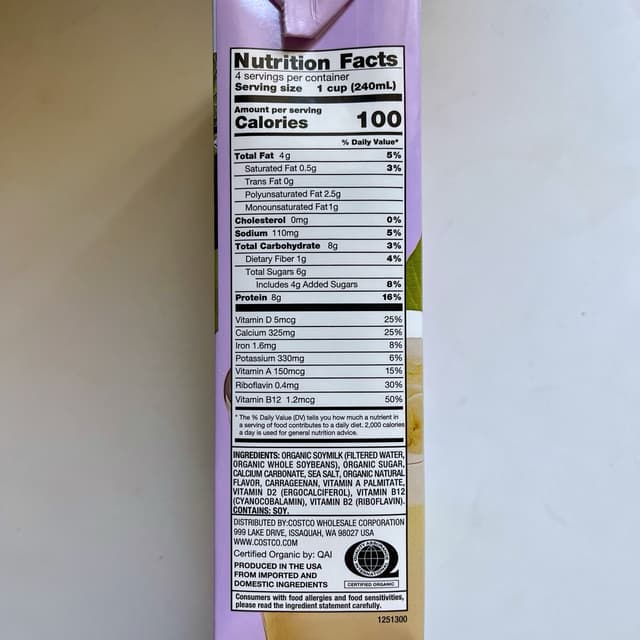 Nutrition Facts
4 servings per container
Serving size 1 cup (240mL)
Amount per serving
Calories 100
% Daily Value*
Total Fat 4g 5%
Saturated Fat 0.5g 3%
Trans Fat 0g
Polyunsaturated Fat 2.5g
Monounsaturated Fat 1g
Cholesterol 0mg 0%
Sodium 110mg 5%
Total Carbohydrate 8g 3%
Dietary Fiber 1g 4%
Total Sugars 6g
Includes 4g Added Sugars 8%
Protein 8g 16%
Vitamin D 5mcg 25%
Calcium 325mg 25%
Iron 1.6mg 8%
Potassium 330mg 6%
Vitamin A 150mcg 15%
Riboflavin 0.4mg 30%
Vitamin B12 1.2mcg 50%
* The % Daily Value (DV) tells you how much a nutrient in
a serving of food contributes to a daily diet. 2,000 calories
a day is used for general nutrition advice.
INGREDIENTS: ORGANIC SOYMILK (FILTERED WATER,
ORGANIC WHOLE SOYBEANS), ORGANIC SUGAR,
CALCIUM CARBONATE, SEA SALT, ORGANIC NATURAL
FLAVOR, CARRAGEENAN, VITAMIN A PALMITATE,
VITAMIN D2 (ERGOCALCIFEROL), VITAMIN B12
(CYANOCOBALAMIN), VITAMIN B2 (RIBOFLAVIN).
CONTAINS: SOY.
DISTRIBUTED BY:COSTCO WHOLESALE CORPORATION
999 LAKE DRIVE, ISSAQUAH, WA 98027 USA
WWW.COSTCO.COM
Certified Organic by: QAI
PRODUCED IN THE USA
FROM IMPORTED AND
DOMESTIC INGREDIENTS
CERTIFIED ORGANIC
Consumers with food allergies and food sensitivities,
please read the ingredient statement carefully.
1251300